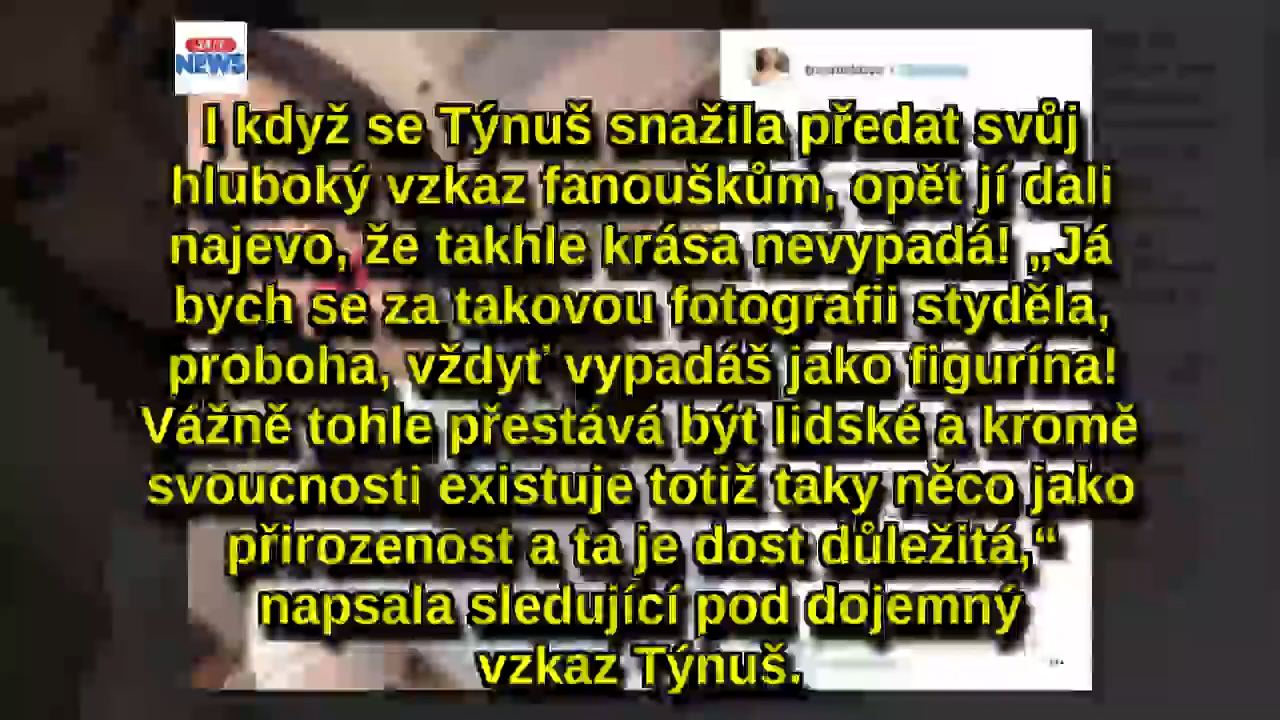 NEWS
I když se Týnuš snažila předat svůj
hluboký vzkaz fanouškům, opět jí dali
najevo, že takhle krása nevypadá! „Já
bych se za takovou fotografii styděla,
proboha, vždyť vypadáš jako figurína!
Vážně tohle přestává být lidské a kromě
svoucnosti existuje totiž taky něco jako
přirozenost a ta je dost důležitá,“
napsala sledující pod dojemný
vzkaz Týnuš.